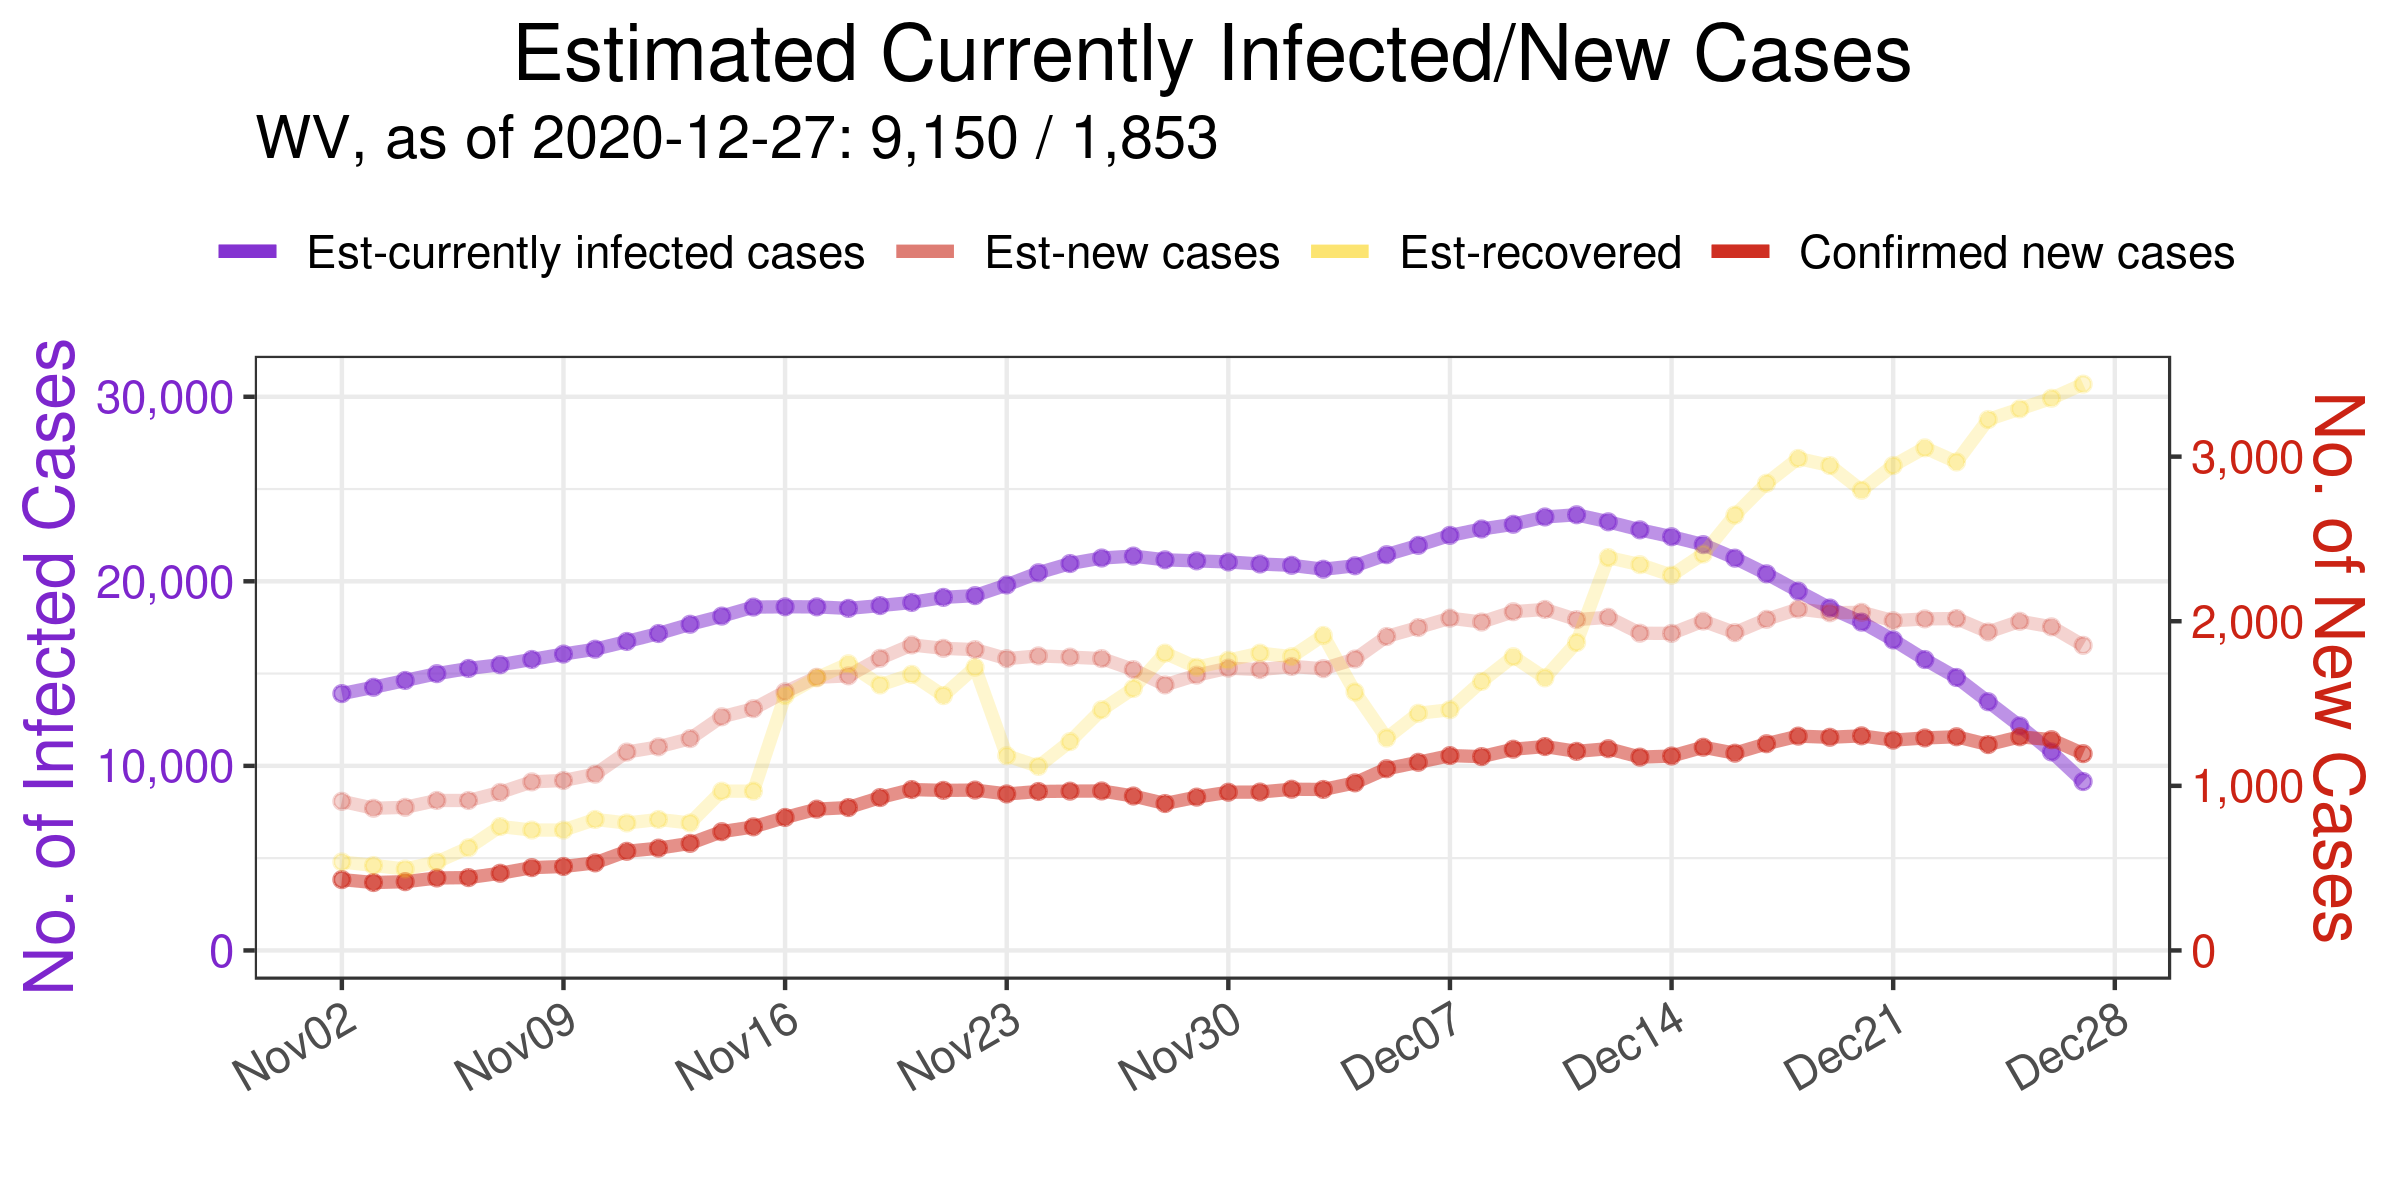 Estimated Currently Infected/New Cases
WV, as of 2020-12-27: 9,150 / 1,853
Est-currently infected cases Est-new cases Est-recovered Confirmed new cases
No. of Infected Cases
30,000
20,000
10,000
0
3,000
2,000
1,000
0
No. of New Cases
Nov02 Nov09 Nov16 Nov23 Nov30 Dec07 Dec14 Dec21 Dec28